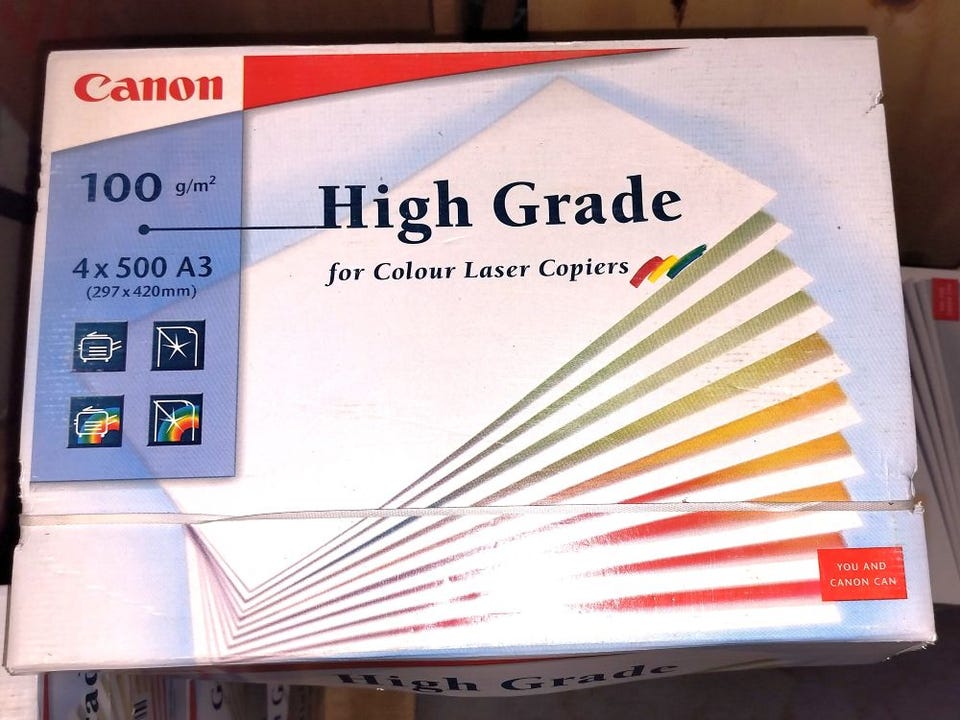 Canon
100 g/m²
4 x 500 A3
(297 x 420mm)
High Grade
for Colour Laser Copiers
YOU AND
CANON CAN
High Grade